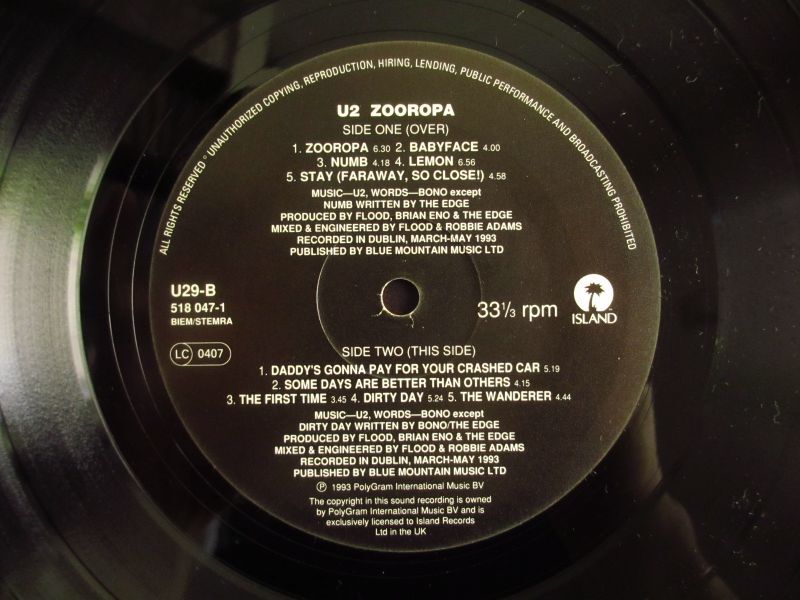 ALL RIGHTS RESERVED ° UNAUTHORIZED COPYING, REPRODUCTION, HIRING, LENDING, PUBLIC PERFORMANCE AND BROADCASTING PROHIBITED
U2 ZOOROPA
SIDE ONE (OVER)
1. ZOOROPA 6.30 2. BABYFACE 4.00
3. NUMB 4.18 4. LEMON 6.56
5. STAY (FARAWAY, SO CLOSE!) 4.58
MUSIC—U2, WORDS—BONO except
NUMB WRITTEN BY THE EDGE
PRODUCED BY FLOOD, BRIAN ENO & THE EDGE
MIXED & ENGINEERED BY FLOOD & ROBBIE ADAMS
RECORDED IN DUBLIN, MARCH-MAY 1993
PUBLISHED BY BLUE MOUNTAIN MUSIC LTD
U29-B
518 047-1
BIEM/STEMRA
LC 0407
33⅓ rpm
ISLAND
SIDE TWO (THIS SIDE)
1. DADDY'S GONNA PAY FOR YOUR CRASHED CAR 5.19
2. SOME DAYS ARE BETTER THAN OTHERS 4.15
3. THE FIRST TIME 3.45 4. DIRTY DAY 5.24 5. THE WANDERER 4.44
MUSIC—U2, WORDS—BONO except
DIRTY DAY WRITTEN BY BONO/THE EDGE
PRODUCED BY FLOOD, BRIAN ENO & THE EDGE
MIXED & ENGINEERED BY FLOOD & ROBBIE ADAMS
RECORDED IN DUBLIN, MARCH-MAY 1993
PUBLISHED BY BLUE MOUNTAIN MUSIC LTD
℗ 1993 PolyGram International Music BV
The copyright in this sound recording is owned
by PolyGram International Music BV and is
exclusively licensed to Island Records
Ltd in the UK